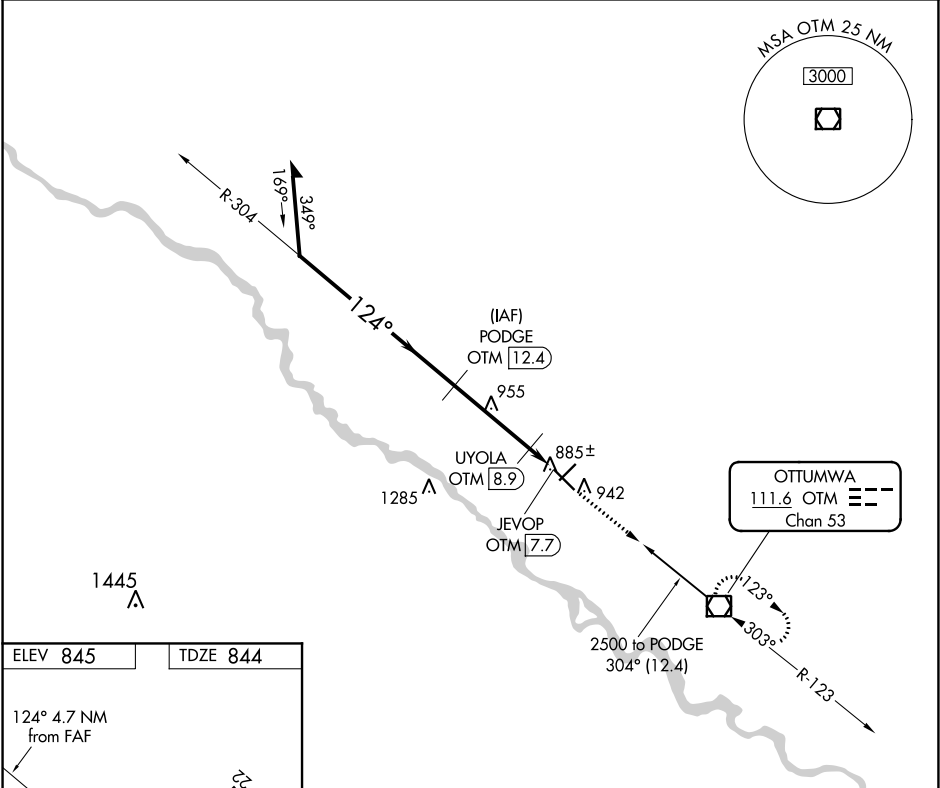 MSA OTM 25 NM
3000
R-304
169°
349°
124°
(IAF)
PODGE
OTM 12.4
955
UYOLA
OTM 8.9
885±
942
1285
JEVOP
OTM 7.7
OTTUMWA
111.6 OTM
Chan 53
1445
123°
303°
2500 to PODGE
304° (12.4)
R-123
ELEV 845
TDZE 844
124° 4.7 NM
from FAF
22